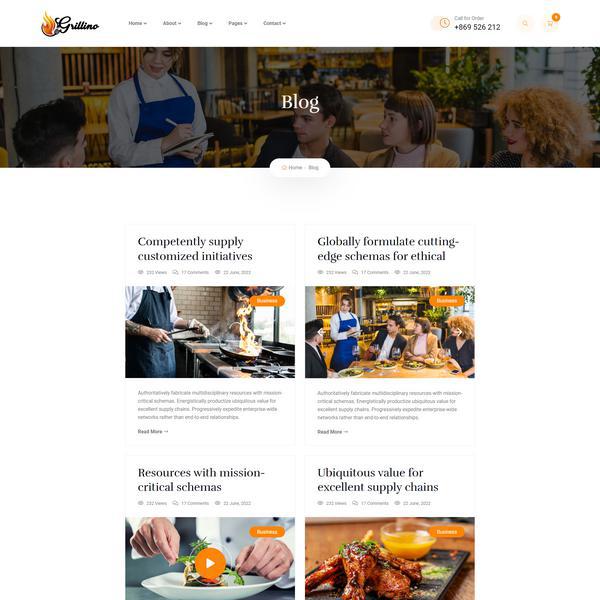 Grillino
Home
About
Blog
Pages
Contact
Call for Order
+869 526 212
Blog
Home - Blog
Competently supply
customized initiatives
232 Views 17 Comments 22 June, 2022
Business
Authoritatively fabricate multidisciplinary resources with mission-
critical schemas. Energistically productize ubiquitous value for
excellent supply chains. Progressively expedite enterprise-wide
networks rather than end-to-end relationships.
Read More
Globally formulate cutting-
edge schemas for ethical
232 Views 17 Comments 22 June, 2022
Business
Authoritatively fabricate multidisciplinary resources with mission-
critical schemas. Energistically productize ubiquitous value for
excellent supply chains. Progressively expedite enterprise-wide
networks rather than end-to-end relationships.
Read More
Resources with mission-
critical schemas
232 Views 17 Comments 22 June, 2022
Business
Ubiquitous value for
excellent supply chains
232 Views 17 Comments 22 June, 2022
Business